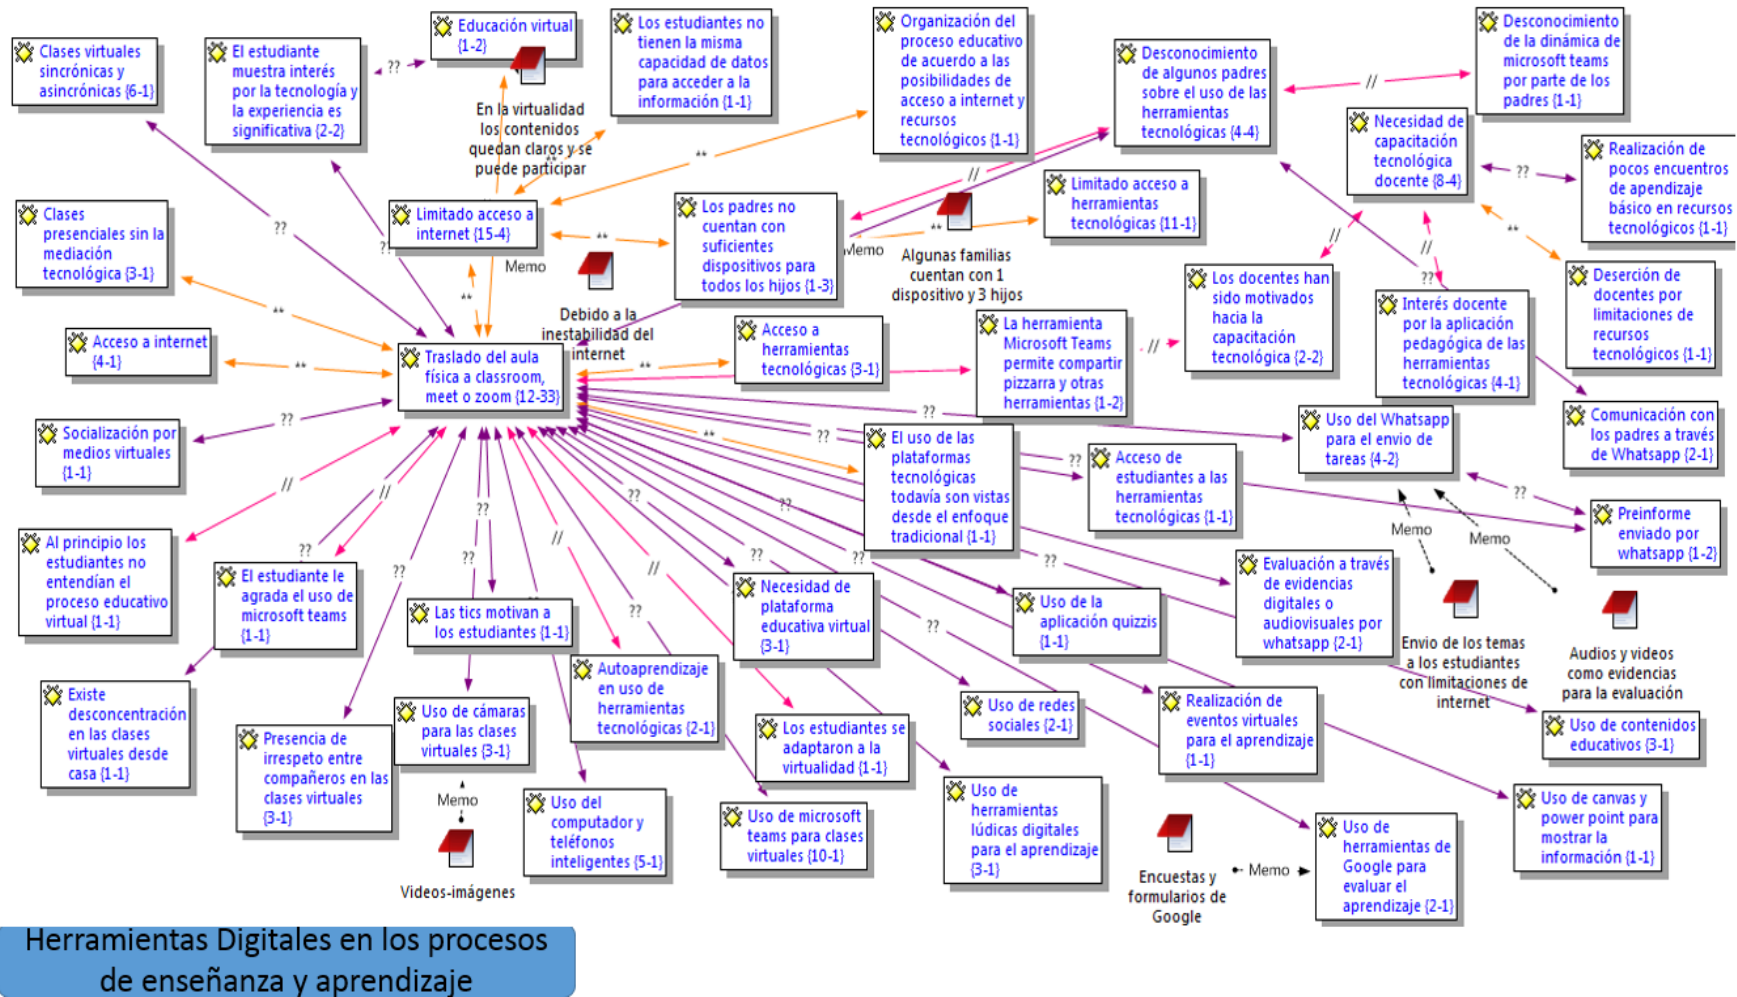 Educación virtual
{1-2}
Clases virtuales
sincrónicas y
asincrónicas {6-1}
El estudiante
muestra interés
por la tecnología y
la experiencia es
significativa {2-2}
??
En la virtualidad
los contenidos
quedan claros y se
puede participar
Los estudiantes no
tienen la misma
capacidad de datos
para acceder a la
información {1-1}
Organización del
proceso educativo
de acuerdo a las
posibilidades de
acceso a internet y
recursos
tecnológicos {1-1}
Desconocimiento
de algunos padres
sobre el uso de las
herramientas
tecnológicas {4-4}
//
Desconocimiento
de la dinámica de
microsoft teams
por parte de los
padres {1-1}
Necesidad de
capacitación
tecnológica
docente {8-4}
??
Realización de
pocos encuentros
de apendizaje
básico en recursos
tecnológicos {1-1}
Clases
presenciales sin la
mediación
tecnológica {3-1}
??
Limitado acceso a
internet {15-4}
**
**
**
Memo
Los padres no
cuentan con
suficientes
dispositivos para
todos los hijos {1-3}
//
Memo
**
Algunas familias
cuentan con 1
dispositivo y 3 hijos
Limitado acceso a
herramientas
tecnológicas {11-1}
//
//
**
??
Los docentes han
sido motivados
hacia la
capacitación
tecnológica {2-2}
Interés docente
por la aplicación
pedagógica de las
herramientas
tecnológicas {4-1}
Deserción de
docentes por
limitaciones de
recursos
tecnológicos {1-1}
Acceso a internet
{4-1}
**
**
**
Debido a la
inestabilidad del
internet
Traslado del aula
física a classroom,
meet o zoom {12-33}
**
Acceso a
herramientas
tecnológicas {3-1}
La herramienta
Microsoft Teams
permite compartir
pizarra y otras
herramientas {1-2}
//
Socialización por
medios virtuales
{1-1}
??
**
??
??
El uso de las
plataformas
tecnológicas
todavía son vistas
desde el enfoque
tradicional {1-1}
??
Acceso de
estudiantes a las
herramientas
tecnológicas {1-1}
Uso del Whatsapp
para el envio de
tareas {4-2}
Comunicación con
los padres a través
de Whatsapp {2-1}
??
Memo
Memo
Preinforme
enviado por
whatsapp {1-2}
Al principio los
estudiantes no
entendían el
proceso educativo
virtual {1-1}
//
//
??
El estudiante le
agrada el uso de
microsoft teams
{1-1}
??
??
??
Las tics motivan a
los estudiantes {1-1}
//
??
//
??
??
??
??
??
??
Necesidad de
plataforma
educativa virtual
{3-1}
Uso de la
aplicación quizzis
{1-1}
Evaluación a través
de evidencias
digitales o
audiovisuales por
whatsapp {2-1}
Envio de los temas
a los estudiantes
con limitaciones de
internet
Audios y videos
como evidencias
para la evaluación
Existe
desconcentración
en las clases
virtuales desde
casa {1-1}
Presencia de
irrespeto entre
compañeros en las
clases virtuales
{3-1}
Uso de cámaras
para las clases
virtuales {3-1}
Memo
Videos-imágenes
Autoaprendizaje
en uso de
herramientas
tecnológicas {2-1}
Uso del
computador y
teléfonos
inteligentes {5-1}
Los estudiantes se
adaptaron a la
virtualidad {1-1}
Uso de microsoft
teams para clases
virtuales {10-1}
Uso de redes
sociales {2-1}
Uso de
herramientas
lúdicas digitales
para el aprendizaje
{3-1}
Realización de
eventos virtuales
para el aprendizaje
{1-1}
Uso de contenidos
educativos {3-1}
Encuestas y
formularios de
Google
Memo
Uso de
herramientas de
Google para
evaluar el
aprendizaje {2-1}
Uso de canvas y
power point para
mostrar la
información {1-1}
Herramientas Digitales en los procesos
de enseñanza y aprendizaje